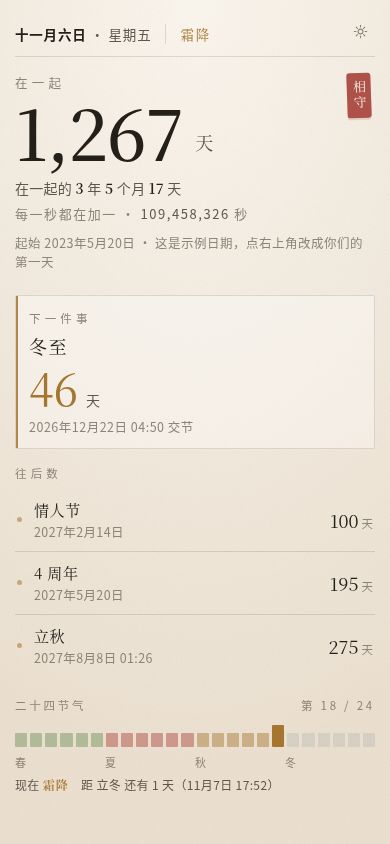 十一月六日 · 星期五 霜降
在一起
相守
1,267 天
在一起的 3 年 5 个月 17 天
每一秒都在加一 · 109,458,326 秒
起始 2023年5月20日 · 这是示例日期，点右上角改成你们的
第一天
下一件事
冬至
46 天
2026年12月22日 04:50 交节
往后数
情人节
2027年2月14日
100 天
4 周年
2027年5月20日
195 天
立秋
2027年8月8日 01:26
275 天
二十四节气 第 18 / 24
春 夏 秋 冬
现在 霜降 距 立冬 还有 1 天（11月7日 17:52）